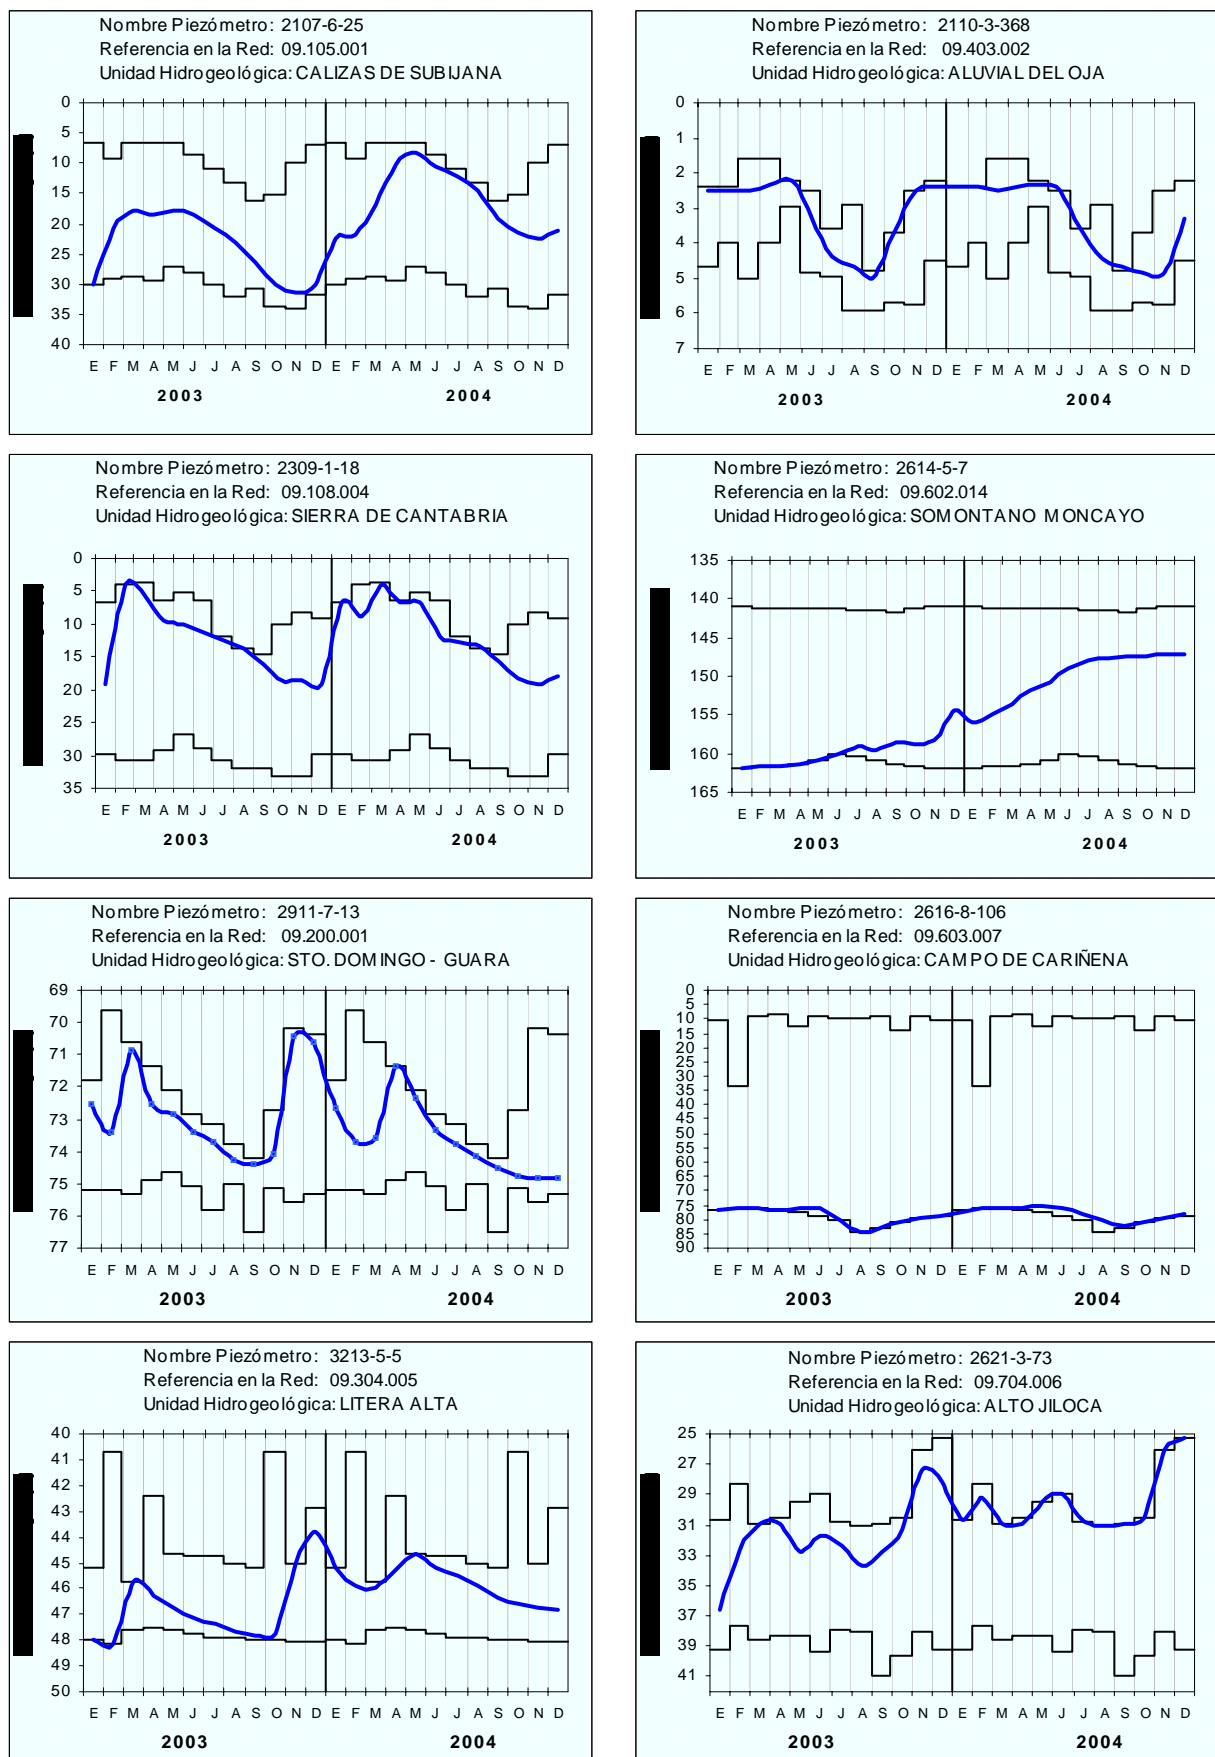 Nombre Piezómetro: 2107-6-25
Referencia en la Red: 09.105.001
Unidad Hidrogeológica: CALIZAS DE SUBIJANA
0
5
10
15
20
25
30
35
40
E F M A M J J A S O N D E F M A M J J A S O N D
2003 2004
Nombre Piezómetro: 2110-3-368
Referencia en la Red: 09.403.002
Unidad Hidrogeológica: ALUVIAL DEL OJA
0
1
2
3
4
5
6
7
E F M A M J J A S O N D E F M A M J J A S O N D
2003 2004
Nombre Piezómetro: 2309-1-18
Referencia en la Red: 09.108.004
Unidad Hidrogeológica: SIERRA DE CANTABRIA
0
5
10
15
20
25
30
35
E F M A M J J A S O N D E F M A M J J A S O N D
2003 2004
Nombre Piezómetro: 2614-5-7
Referencia en la Red: 09.602.014
Unidad Hidrogeológica: SOMONTANO MONCAYO
135
140
145
150
155
160
165
E F M A M J J A S O N D E F M A M J J A S O N D
2003 2004
Nombre Piezómetro: 2911-7-13
Referencia en la Red: 09.200.001
Unidad Hidrogeológica: STO. DOMINGO - GUARA
69
70
71
72
73
74
75
76
77
E F M A M J J A S O N D E F M A M J J A S O N D
2003 2004
Nombre Piezómetro: 2616-8-106
Referencia en la Red: 09.603.007
Unidad Hidrogeológica: CAMPO DE CARIÑENA
0
5
10
15
20
25
30
35
40
45
50
55
60
65
70
75
80
85
90
E F M A M J J A S O N D E F M A M J J A S O N D
2003 2004
Nombre Piezómetro: 3213-5-5
Referencia en la Red: 09.304.005
Unidad Hidrogeológica: LITERA ALTA
40
41
42
43
44
45
46
47
48
49
50
E F M A M J J A S O N D E F M A M J J A S O N D
2003 2004
Nombre Piezómetro: 2621-3-73
Referencia en la Red: 09.704.006
Unidad Hidrogeológica: ALTO JILOCA
25
27
29
31
33
35
37
39
41
E F M A M J J A S O N D E F M A M J J A S O N D
2003 2004